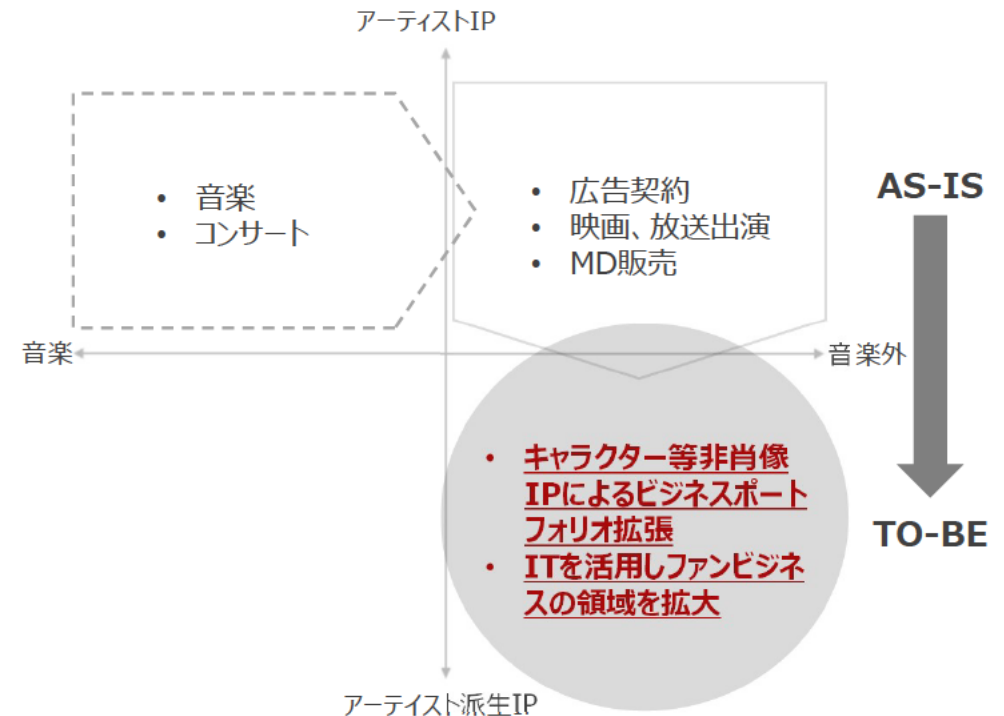 アーティストIP
• 音楽
• コンサート
• 広告契約
• 映画、放送出演
• MD販売
AS-IS
音楽
音楽外
• キャラクター等非肖像
IPによるビジネスポート
フォリオ拡張
• ITを活用しファンビジネ
スの領域を拡大
TO-BE
アーテイスト派生IP